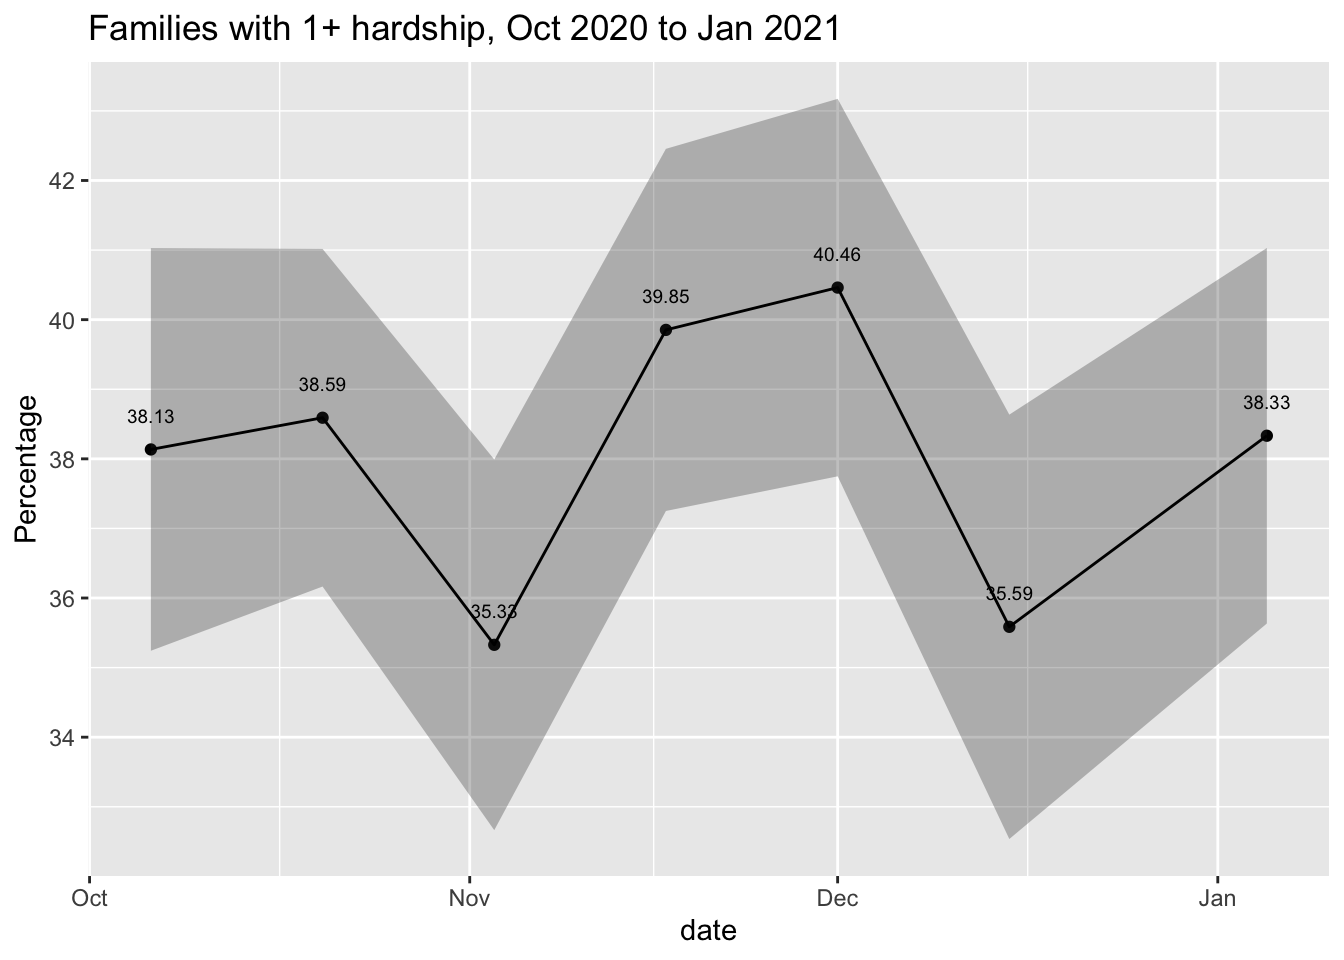 Families with 1+ hardship, Oct 2020 to Jan 2021
42
40
38
36
34
Percentage
38.13
38.59
35.33
39.85
40.46
35.59
38.33
Oct
Nov
Dec
Jan
date